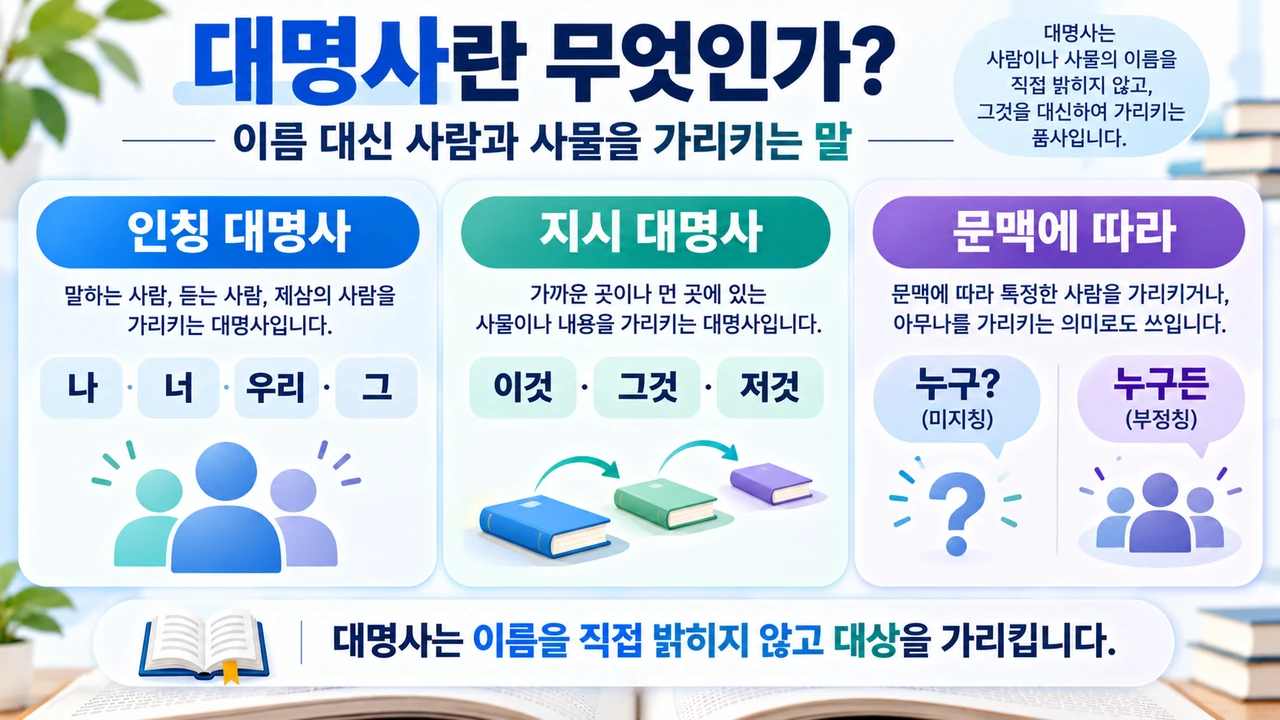 대명사란 무엇인가?
이름 대신 사람과 사물을 가리키는 말
대명사는
사람이나 사물의 이름을
직접 밝히지 않고,
그것을 대신하여 가리키는
품사입니다.
인칭 대명사
말하는 사람, 듣는 사람, 제삼의 사람을
가리키는 대명사입니다.
나 · 너 · 우리 · 그
지시 대명사
가까운 곳이나 먼 곳에 있는
사물이나 내용을 가리키는 대명사입니다.
이것 · 그것 · 저것
문맥에 따라
문맥에 따라 특정한 사람을 가리키거나,
아무나를 가리키는 의미로도 쓰입니다.
누구?
(미지칭)
누구든
(부정칭)
대명사는 이름을 직접 밝히지 않고 대상을 가리킵니다.